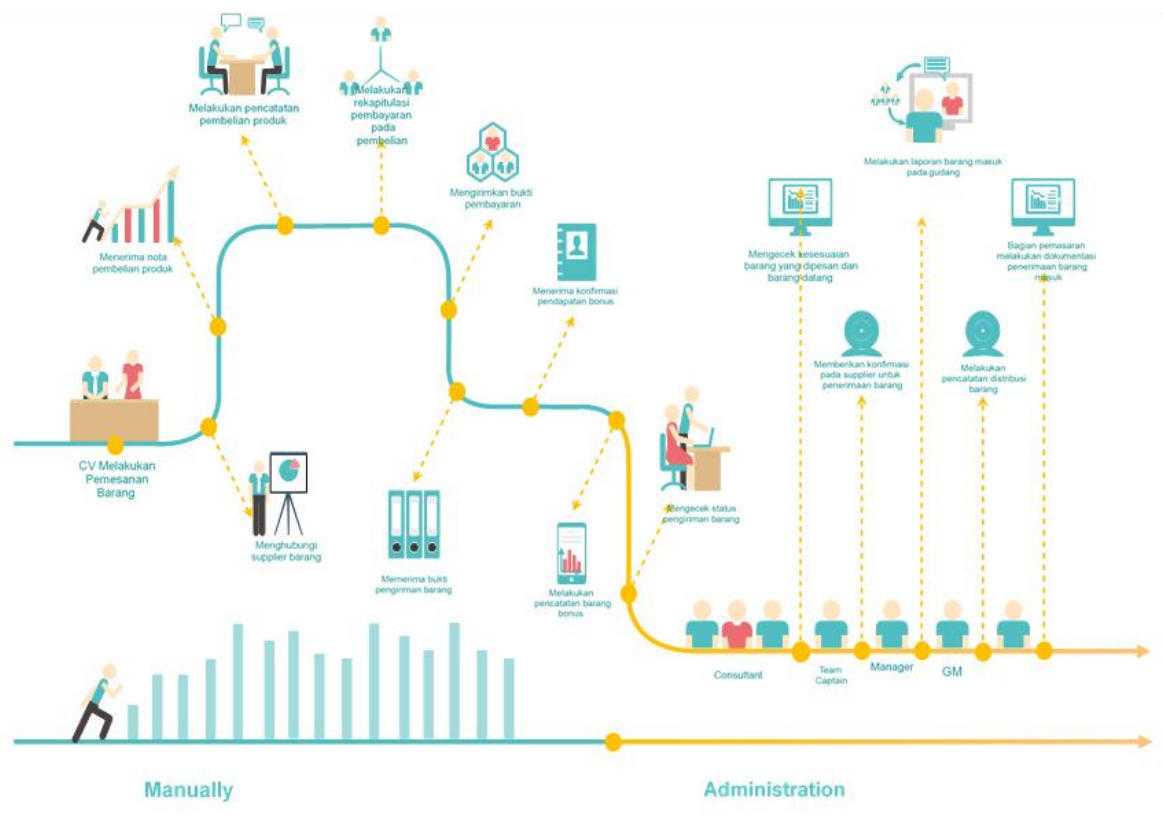 Melakukan pencatatan
pembelian produk
Melakukan
rekapitulasi
pembayaran
pada
pembelian
Mengirimkan bukti
pembayaran
Menerima nota
pembelian produk
Menerima konfirmasi
pendapatan bonus
CV Melakukan
Pemesanan
Barang
Menghubungi
supplier barang
Memerima bukti
pengiriman barang
Melakukan
pencatatan barang
bonus
Mengecek status
pengiriman barang
Melakukan laporan barang masuk
pada gudang
Mengecek kesesuaian
barang yang dipesan dan
barang datang
Bagian pemasaran
melakukan dokumentasi
penerimaan barang
masuk
Memberikan konfirmasi
pada supplier untuk
penerimaan barang
Melakukan
pencatatan distribusi
barang
Consultant
Team
Captain
Manager
GM
Manually
Administration